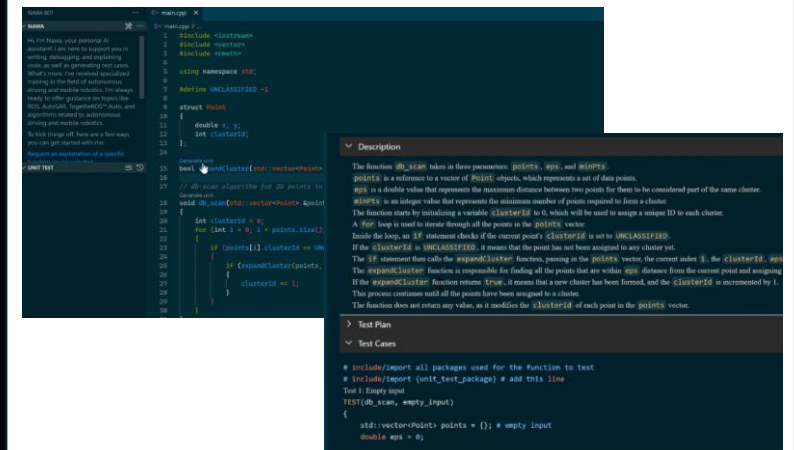 NAWA BOT
NAWA
Hi, I'm Nawa, your personal AI
assistant! I am here to support you in
writing, debugging, and explaining
code, as well as generating test cases.
What's more, I've received specialized
training in the field of autonomous
driving and mobile robotics. I'm always
ready to offer guidance on topics like
ROS, AutoSAR, TogetheROS™ Auto, and
algorithms related to autonomous
driving and mobile robotics
To kick things off, here are a few ways
you can get started with me:
Request an explanation of a specific
UNIT TEST
main.cpp X
main.cpp > ...
1 #include <iostream>
2 #include <vector>
3 #include <cmath>
4
5 using namespace std;
6
7 #define UNCLASSIFIED -1
8
9 struct Point
10 {
11 double x, y;
12 int clusterId;
13 };
14
Generate unit
15 bool expandCluster(std::vector<Point>
16
17 // db-scan algorithm for 2D points in
Generate unit
18 void db_scan(std::vector<Point> &point
19 {
20 int clusterId = 0;
21 for (int i = 0; i < points.size();
22 {
23 if (points[i].clusterId == UN
24 {
25 if (expandCluster(points,
26 {
27 clusterId += 1;
28 }
29 }
30 }
Description
The function db_scan takes in three parameters: points, eps, and minPts.
points is a reference to a vector of Point objects, which represents a set of data points.
eps is a double value that represents the maximum distance between two points for them to be considered part of the same cluster.
minPts is an integer value that represents the minimum number of points required to form a cluster.
The function starts by initializing a variable clusterId to 0, which will be used to assign a unique ID to each cluster.
A for loop is used to iterate through all the points in the points vector.
Inside the loop, an if statement checks if the current point's clusterId is set to UNCLASSIFIED.
If the clusterId is UNCLASSIFIED, it means that the point has not been assigned to any cluster yet.
The if statement then calls the expandCluster function, passing in the points vector, the current index i, the clusterId, eps
The expandCluster function is responsible for finding all the points that are within eps distance from the current point and assigning
If the expandCluster function returns true, it means that a new cluster has been formed, and the clusterId is incremented by 1.
This process continues until all the points have been assigned to a cluster.
The function does not return any value, as it modifies the clusterId of each point in the points vector.
Test Plan
Test Cases
# include/import all packages used for the function to test
# include/import {unit_test_package} # add this line
Test 1: Empty input
TEST(db_scan, empty_input)
{
std::vector<Point> points = {}; # empty input
double eps = 0;